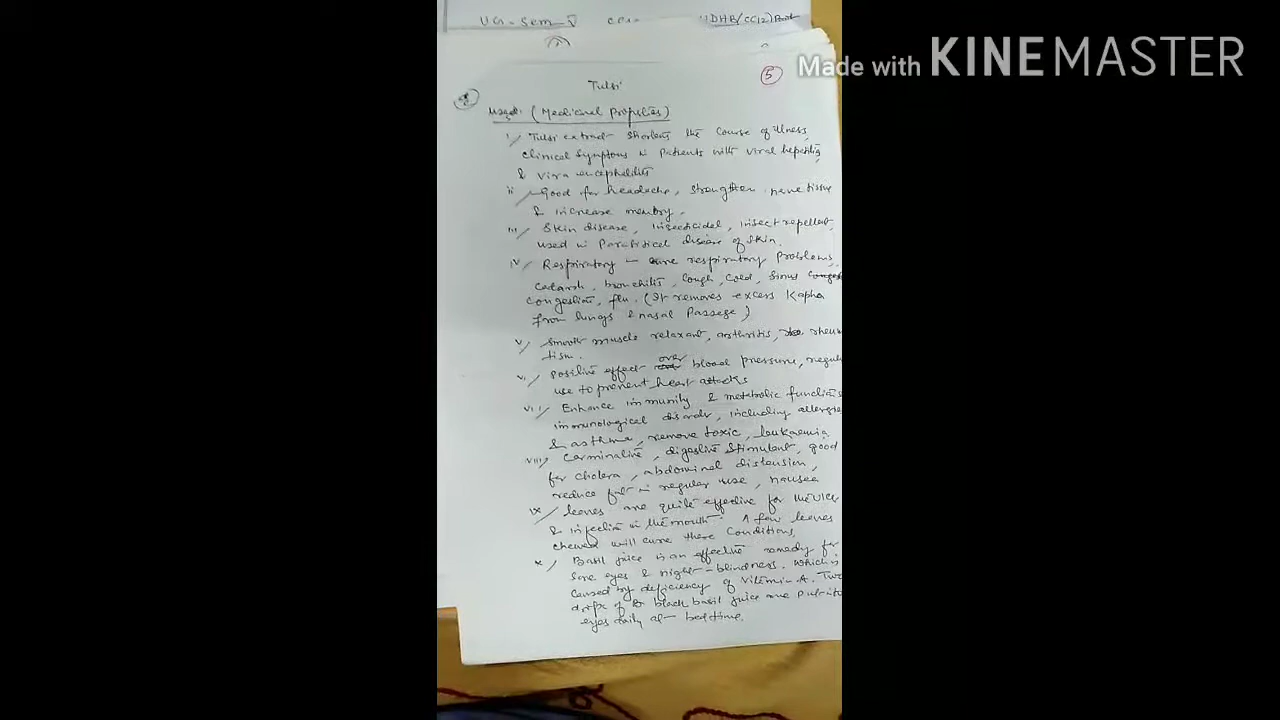 UG - Sem - V
Made with KINEMASTER
5
Tulsi
(Medicinal Properties)
i Tulsi extract shortens the course of illness,
clinical symptoms in patients with viral hepatitis,
& viral encephalitis
ii Good for headache, strengthen nerve tissue
& increase memory.
iii Skin disease, insecticidal, insect repellent,
used in Parasitical disease of skin.
iv Respiratory – respiratory problems,
catarrh, bronchitis, cough, cold, sinus
congestion, flu. (It removes excess Kapha
from lungs & nasal passege)
v Smooth muscle relaxant, arthritis, rheuma
tism.
vi Positive effect over blood pressure, regul
use to prevent heart attacks
vii Enhance immunity & metabolic functions
immunological disords, including allergie
& asthma, remove toxic, leukaemia
viii Carminative, digestive stimulant, good
for cholera, abdominal distension,
reduce fat in regular use, nausea
ix Leaves are quite effective for the ulcer
& infection in the mouth. A few leaves
chewed will cure these conditions.
x Basil juice is an effective remedy for
sore eyes & night-blindness. Which is
caused by deficiency of vitamin-A. Two
drops of black basil juice are put into
eyes daily at bedtime.